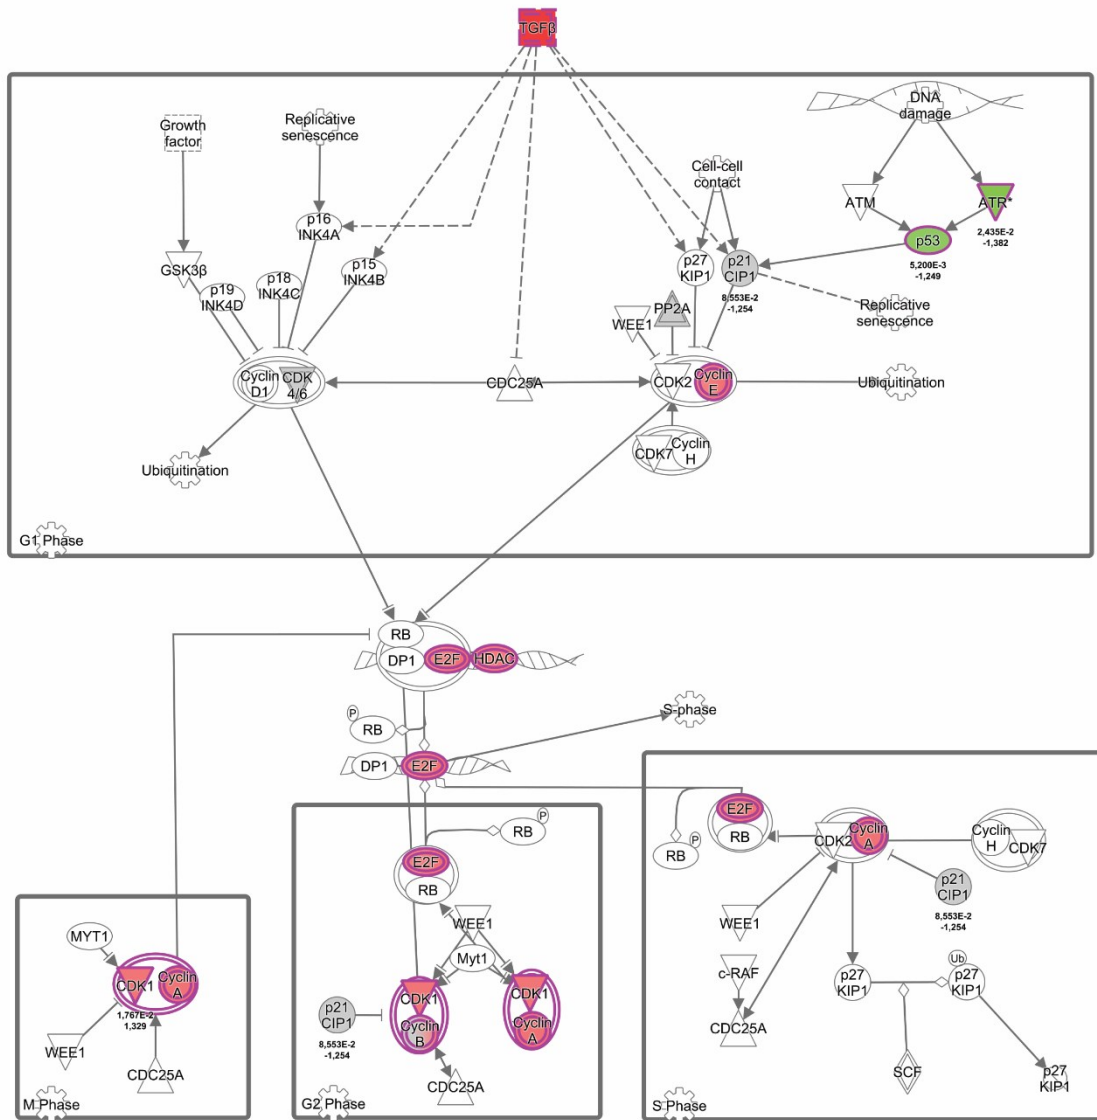 TGFβ
Growth
factor
Replicative
senescence
DNA
damage
Cell-cell
contact
ATM
ATR*
2,435E-2
-1,382
p16
INK4A
p53
5,200E-3
-1,249
GSK3β
p15
INK4B
p27
KIP1
p21
CIP1
8,553E-2
-1,254
p19
INK4D
p18
INK4C
PP2A
WEE1
Replicative
senescence
Cyclin
D1
CDK
4/6
CDC25A
CDK2
Cyclin
E
Ubiquitination
CDK7
Cyclin
H
Ubiquitination
G1 Phase
RB
DP1
E2F
HDAC
P
RB
S-phase
DP1
E2F
RB
P
E2F
RB
WEE1
Myt1
CDK1
Cyclin
B
CDK1
Cyclin
A
p21
CIP1
8,553E-2
-1,254
CDC25A
G2 Phase
MYT1
CDK1
Cyclin
A
1,767E-2
1,329
WEE1
CDC25A
M Phase
E2F
RB
RB
P
CDK2
Cyclin
A
Cyclin
H
CDK7
p21
CIP1
8,553E-2
-1,254
WEE1
c-RAF
CDC25A
p27
KIP1
Ub
p27
KIP1
SCF
p27
KIP1
S Phase